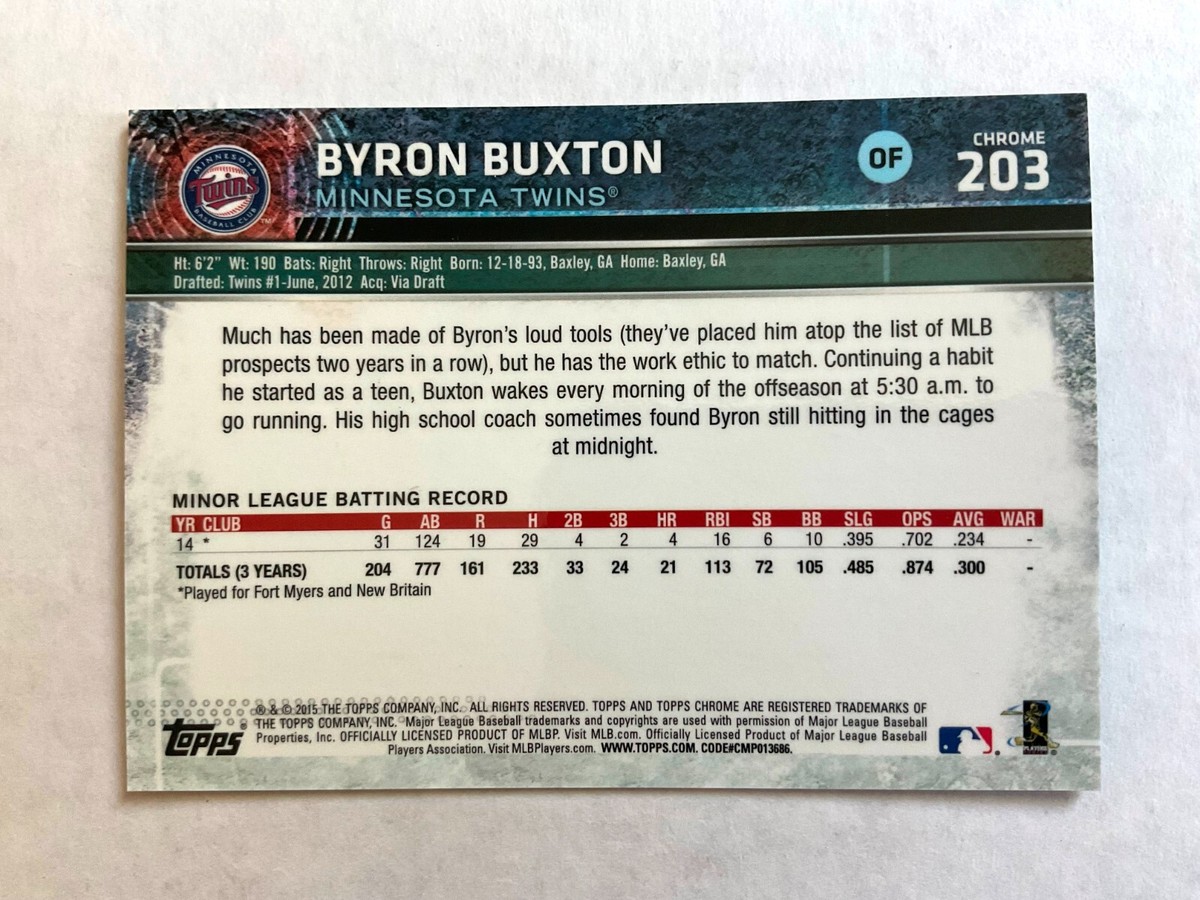 MINNESOTA
Twins
BASEBALL CLUB
TM
BYRON BUXTON
MINNESOTA TWINS®
OF
CHROME
203
Ht: 6'2" Wt: 190 Bats: Right Throws: Right Born: 12-18-93, Baxley, GA Home: Baxley, GA
Drafted: Twins #1-June, 2012 Acq: Via Draft
Much has been made of Byron's loud tools (they've placed him atop the list of MLB
prospects two years in a row), but he has the work ethic to match. Continuing a habit
he started as a teen, Buxton wakes every morning of the offseason at 5:30 a.m. to
go running. His high school coach sometimes found Byron still hitting in the cages
at midnight.
MINOR LEAGUE BATTING RECORD
YR CLUB G AB R H 2B 3B HR RBI SB BB SLG OPS AVG WAR
14 * 31 124 19 29 4 2 4 16 6 10 .395 .702 .234 -
TOTALS (3 YEARS) 204 777 161 233 33 24 21 113 72 105 .485 .874 .300 -
*Played for Fort Myers and New Britain
® & © 2015 THE TOPPS COMPANY, INC. ALL RIGHTS RESERVED. TOPPS AND TOPPS CHROME ARE REGISTERED TRADEMARKS OF
THE TOPPS COMPANY, INC. Major League Baseball trademarks and copyrights are used with permission of Major League Baseball
Properties, Inc. OFFICIALLY LICENSED PRODUCT OF MLBP. Visit MLB.com. Officially Licensed Product of Major League Baseball
Players Association. Visit MLBPlayers.com. WWW.TOPPS.COM. CODE#CMP013686.
Topps®
PLAYERS